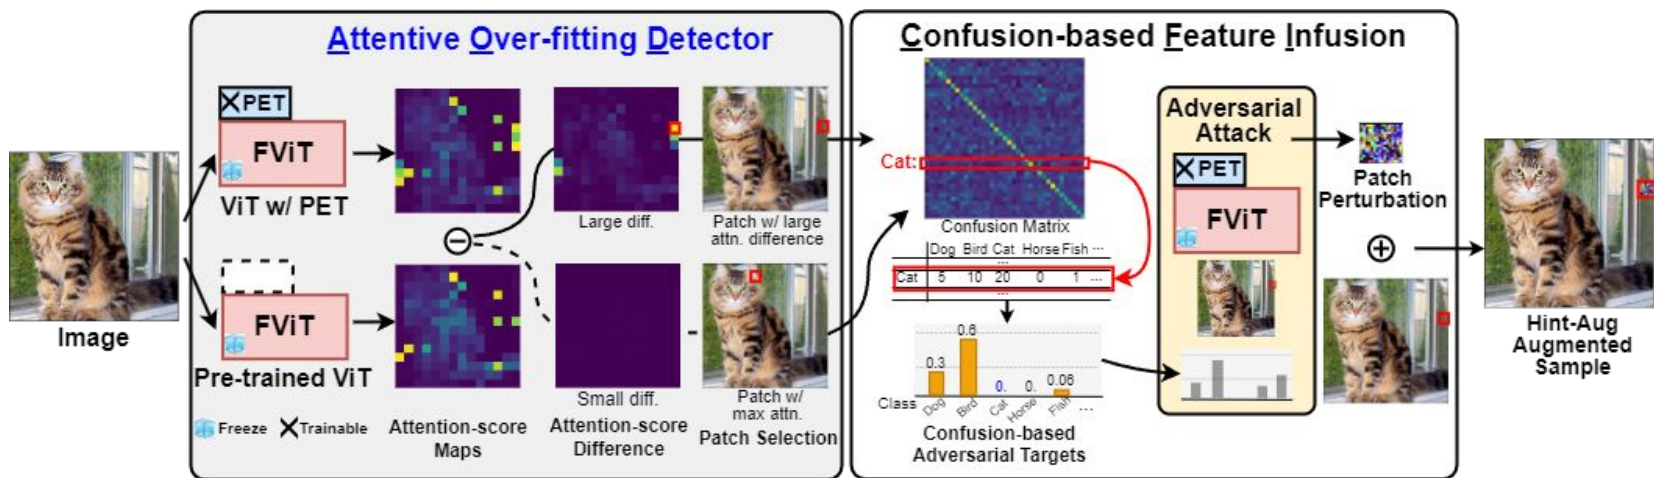 Attentive Over-fitting Detector
PET
FViT
ViT w/ PET
Image
FViT
Pre-trained ViT
Freeze
Trainable
Attention-score
Maps
Large diff.
Small diff.
Attention-score
Difference
Patch w/ large
attn. difference
Patch w/
max attn.
Patch Selection
Confusion-based Feature Infusion
Cat:
Confusion Matrix
Dog Bird Cat Horse Fish ...
...
Cat 5 10 20 0 1 ...
...
0.6
0.3
0. 0. 0.06
Class Dog Bird Cat Horse Fish ...
Confusion-based
Adversarial Targets
Adversarial
Attack
PET
FViT
Patch
Perturbation
Hint-Aug
Augmented
Sample